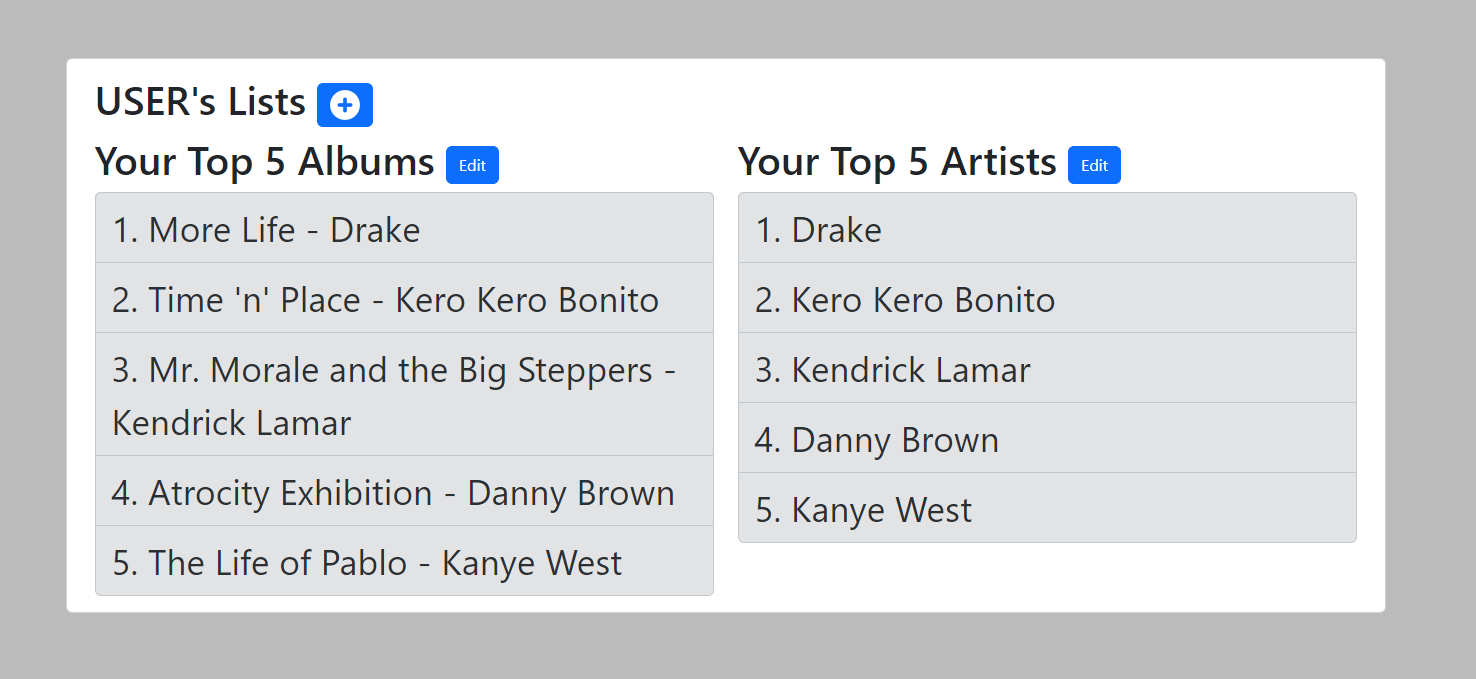 USER's Lists
Your Top 5 Albums Edit
1. More Life - Drake
2. Time 'n' Place - Kero Kero Bonito
3. Mr. Morale and the Big Steppers -
Kendrick Lamar
4. Atrocity Exhibition - Danny Brown
5. The Life of Pablo - Kanye West
Your Top 5 Artists Edit
1. Drake
2. Kero Kero Bonito
3. Kendrick Lamar
4. Danny Brown
5. Kanye West